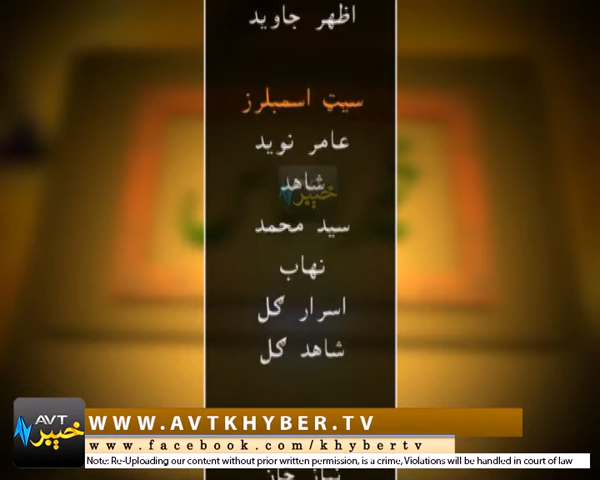 اظهر جاوید
سیټ اسمبلرز
عامر نوید
شاهد
سید محمد
نهاب
اسرار ګل
شاهد ګل
AVT
خیبر
WWW.AVTKHYBER.TV
www.facebook.com/khybertv
Note: Re-Uploading our content without prior written permission, is a crime, Violations will be handled in court of law